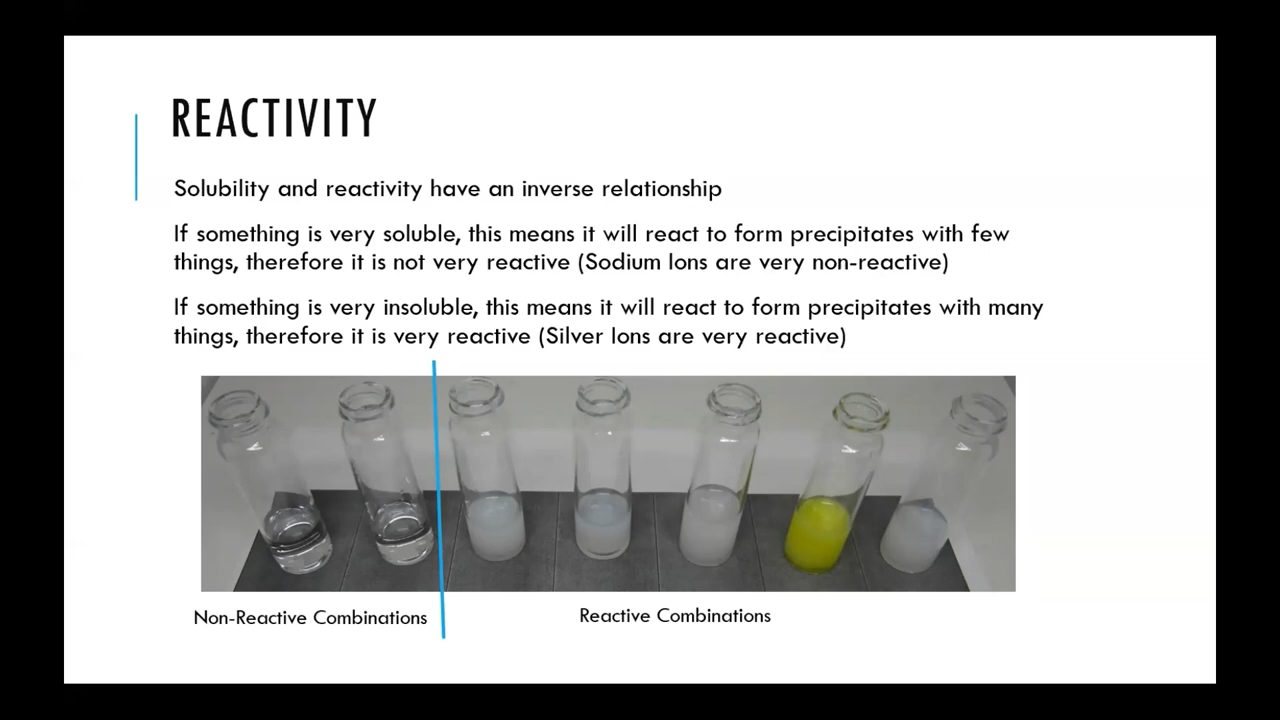 REACTIVITY
Solubility and reactivity have an inverse relationship
If something is very soluble, this means it will react to form precipitates with few
things, therefore it is not very reactive (Sodium Ions are very non-reactive)
If something is very insoluble, this means it will react to form precipitates with many
things, therefore it is very reactive (Silver Ions are very reactive)
Non-Reactive Combinations
Reactive Combinations